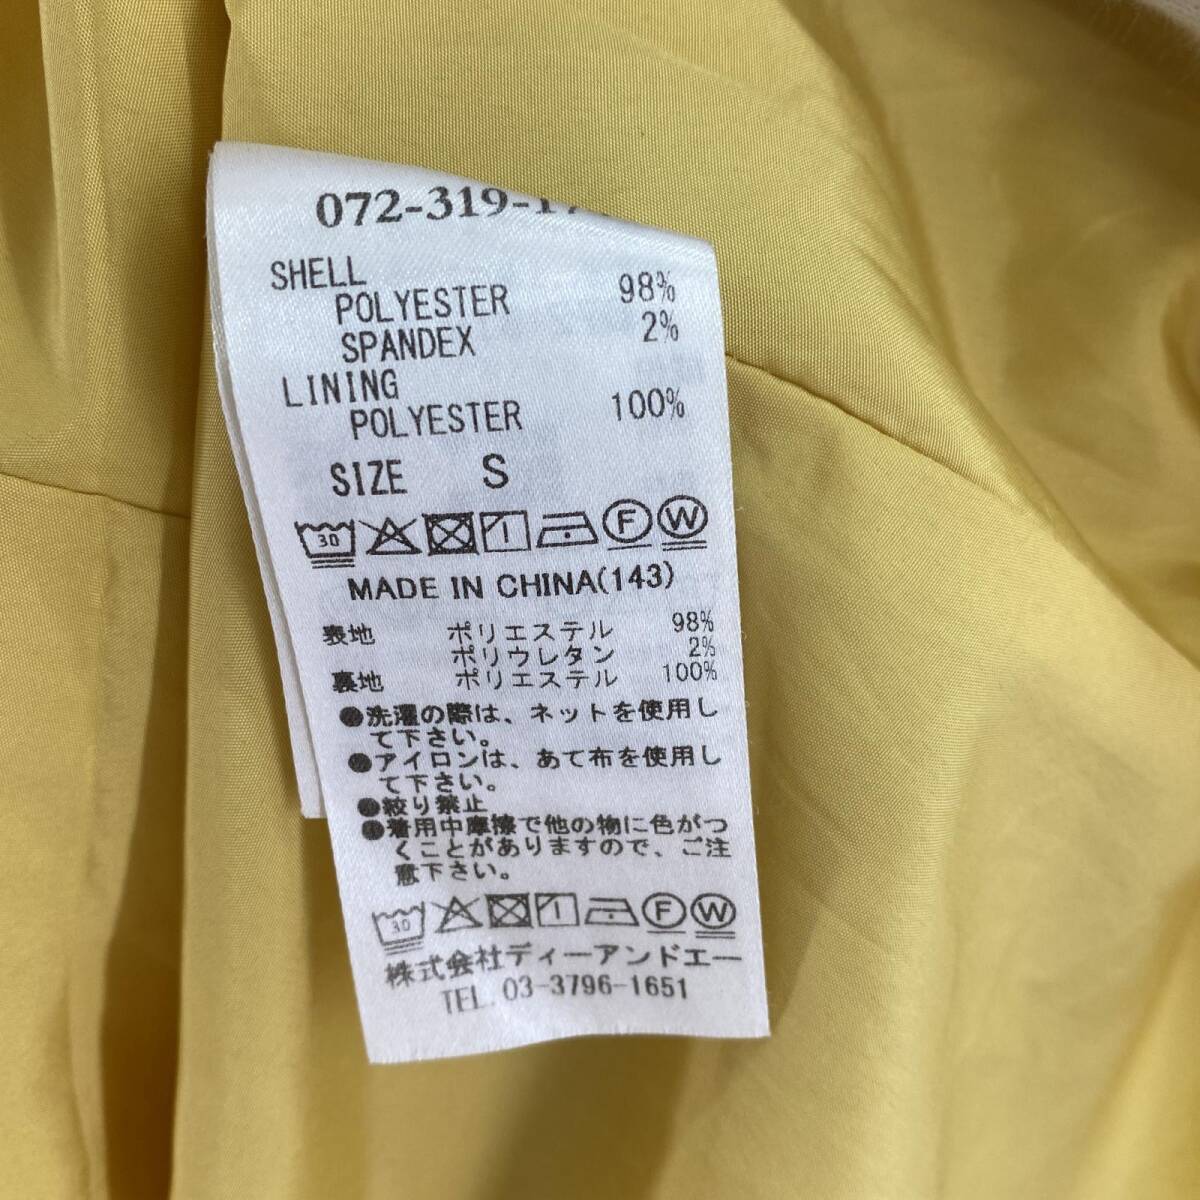 072-319-17
SHELL
POLYESTER 98%
SPANDEX 2%
LINING
POLYESTER 100%
SIZE S
30 F W
MADE IN CHINA(143)
表地 ポリエステル 98%
ポリウレタン 2%
裏地 ポリエステル 100%
●洗濯の際は、ネットを使用し
て下さい。
●アイロンは、あて布を使用し
て下さい。
●絞り禁止
●着用中摩擦で他の物に色がつ
くことがありますので、ご注
意下さい。
30 F W
株式会社ディーアンドエー
TEL. 03-3796-1651